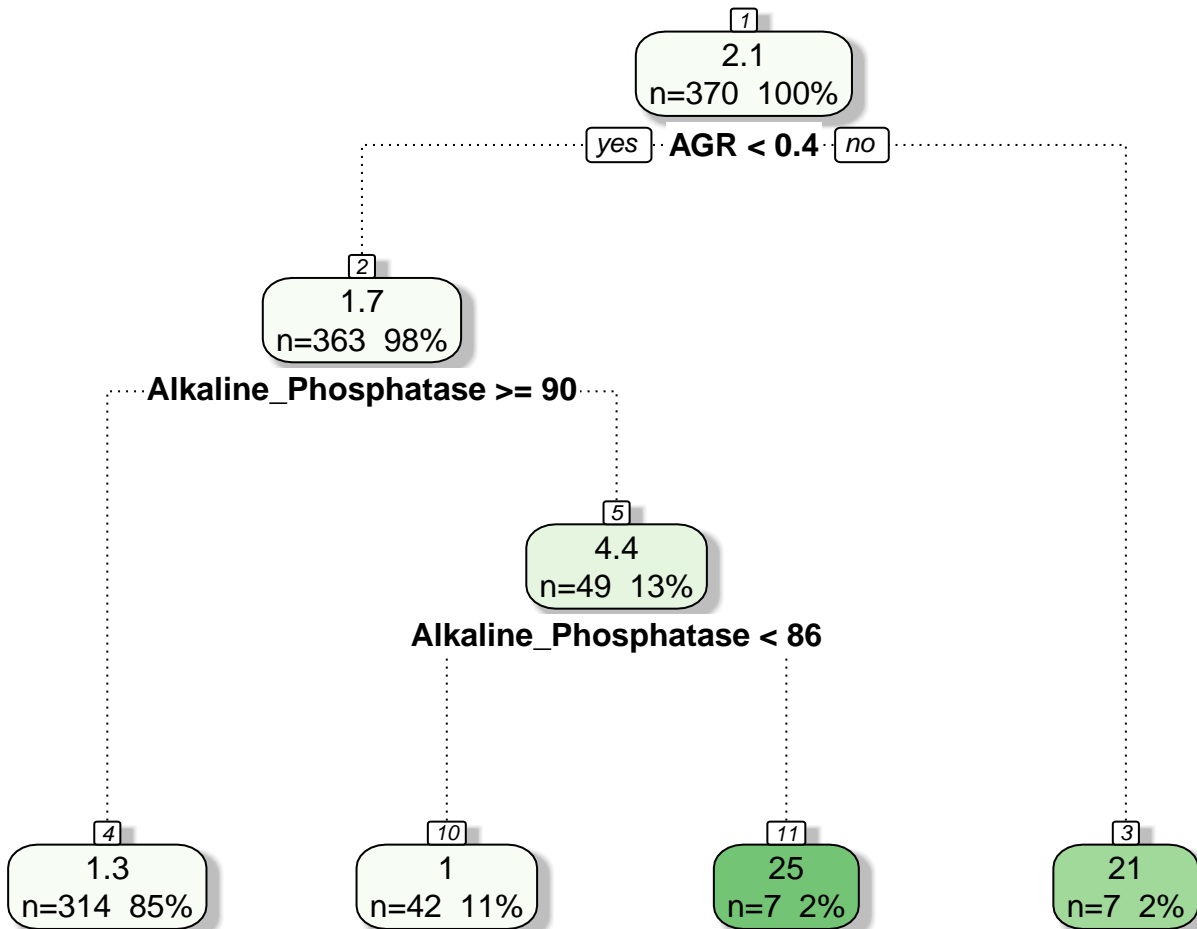 1
2.1
n=370 100%
yes AGR < 0.4 no
2
1.7
n=363 98%
Alkaline_Phosphatase >= 90
5
4.4
n=49 13%
Alkaline_Phosphatase < 86
4
1.3
n=314 85%
10
1
n=42 11%
11
25
n=7 2%
3
21
n=7 2%